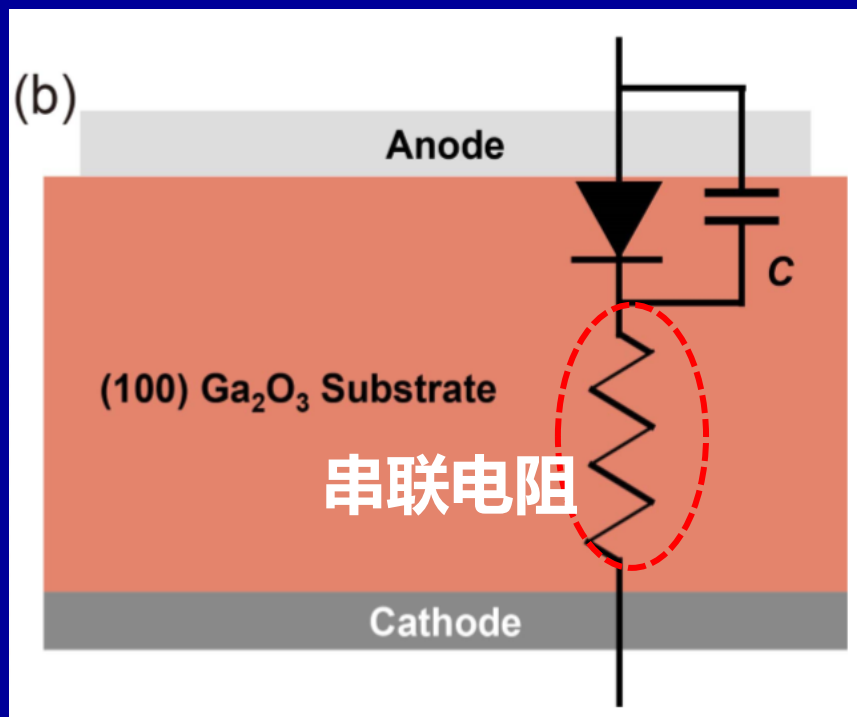 (b)
Anode
C
(100) Ga₂O₃ Substrate
串联电阻
Cathode